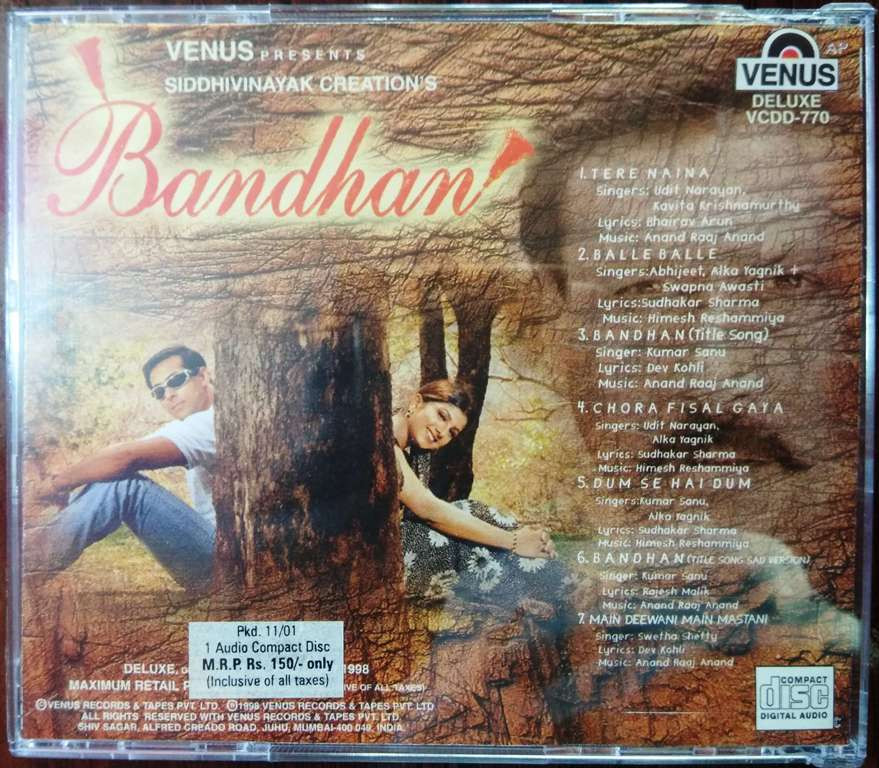 VENUS PRESENTS
SIDDHIVINAYAK CREATION'S
Bandhan
AP
VENUS
DELUXE
VCDD-770
1. TERE NAINA
Singers: Udit Narayan,
Kavita Krishnamurthy
Lyrics: Bhairav Arun
Music: Anand Raaj Anand
2. BALLE BALLE
Singers: Abhijeet, Alka Yagnik +
Swapna Awasti
Lyrics: Sudhakar Sharma
Music: Himesh Reshammiya
3. BANDHAN (Title Song)
Singer: Kumar Sanu
Lyrics: Dev Kohli
Music: Anand Raaj Anand
4. CHORA FISAL GAYA
Singers: Udit Narayan,
Alka Yagnik
Lyrics: Sudhakar Sharma
Music: Himesh Reshammiya
5. DUM SE HAI DUM
Singers: Kumar Sanu,
Alka Yagnik
Lyrics: Sudhakar Sharma
Music: Himesh Reshammiya
6. BANDHAN (TITLE SONG SAD VERSION)
Singer: Kumar Sanu
Lyrics: Rajesh Malik
Music: Anand Raaj Anand
7. MAIN DEEWANI MAIN MASTANI
Singer: Swetha Shetty
Lyrics: Dev Kohli
Music: Anand Raaj Anand
Pkd. 11/01
1 Audio Compact Disc
M.R.P. Rs. 150/- only
(Inclusive of all taxes)
DELUXE, 1998
MAXIMUM RETAIL OF ALL TAXES)
©VENUS RECORDS & TAPES PVT. LTD. ℗1998 VENUS RECORDS & TAPES PVT. LTD
ALL RIGHTS RESERVED WITH VENUS RECORDS & TAPES PVT. LTD.
SHIV SAGAR, ALFRED CREADO ROAD, JUHU, MUMBAI-400 049. INDIA.
COMPACT
disc
DIGITAL AUDIO